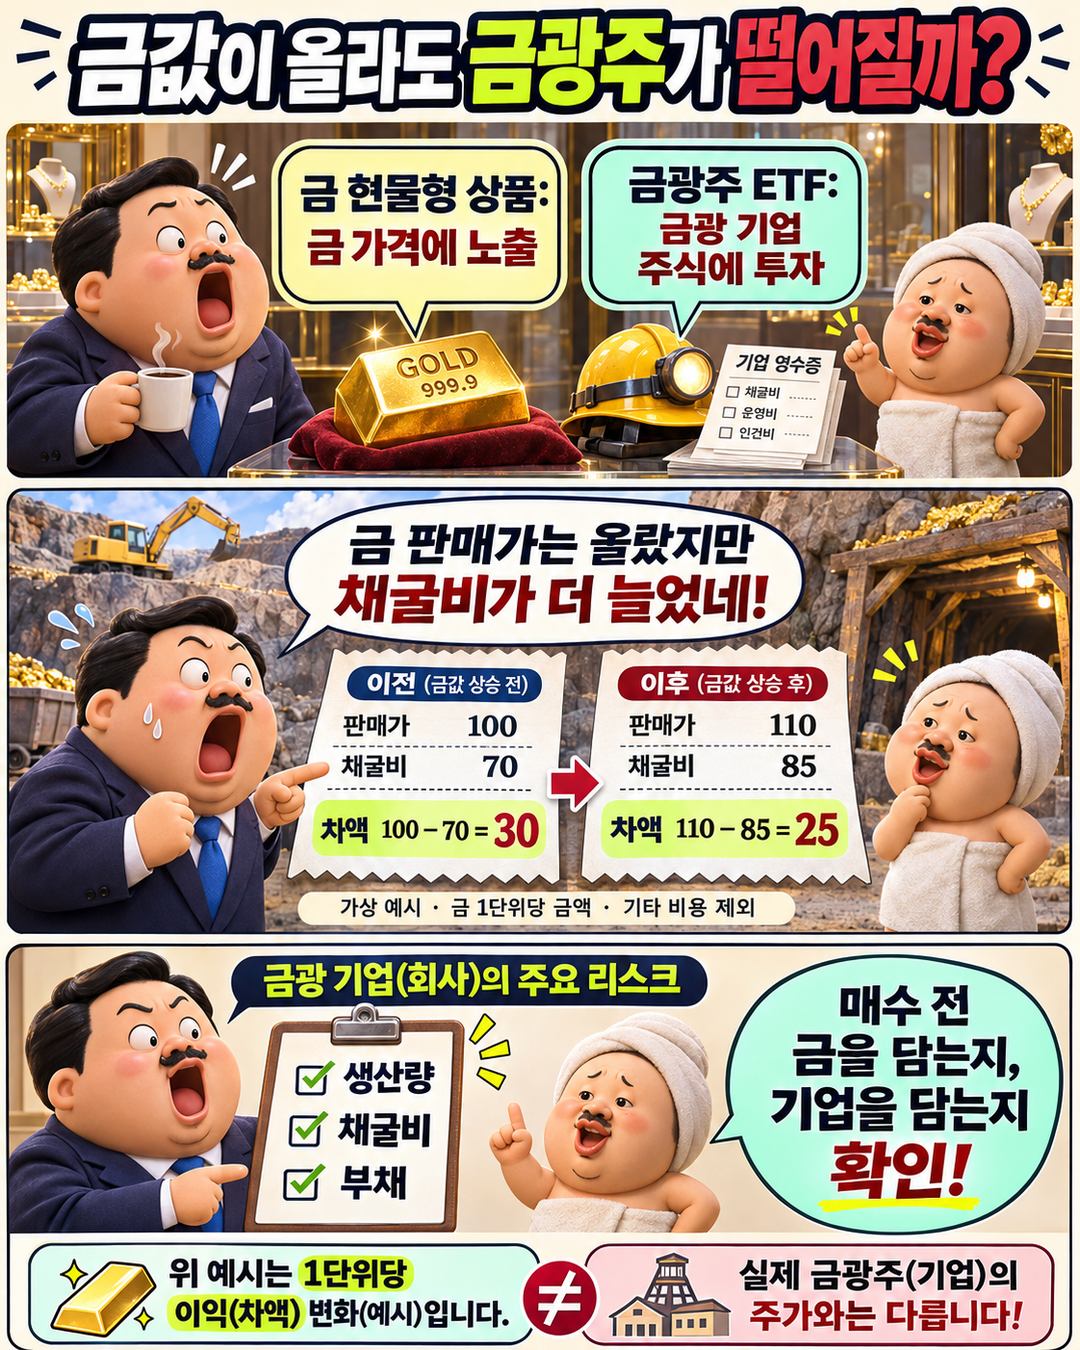 금값이 올라도 금광주가 떨어질까?
금 현물형 상품:
금 가격에 노출
금광주 ETF:
금광 기업
주식에 투자
GOLD
999.9
기업 영수증
채굴비
운영비
인건비
금 판매가는 올랐지만
채굴비가 더 늘었네!
이전 (금값 상승 전)
판매가 100
채굴비 70
차액 100 – 70 = 30
이후 (금값 상승 후)
판매가 110
채굴비 85
차액 110 – 85 = 25
가상 예시 · 금 1단위당 금액 · 기타 비용 제외
금광 기업(회사)의 주요 리스크
생산량
채굴비
부채
매수 전
금을 담는지,
기업을 담는지
확인!
위 예시는 1단위당
이익(차액) 변화(예시)입니다.
≠
실제 금광주(기업)의
주가와는 다릅니다!